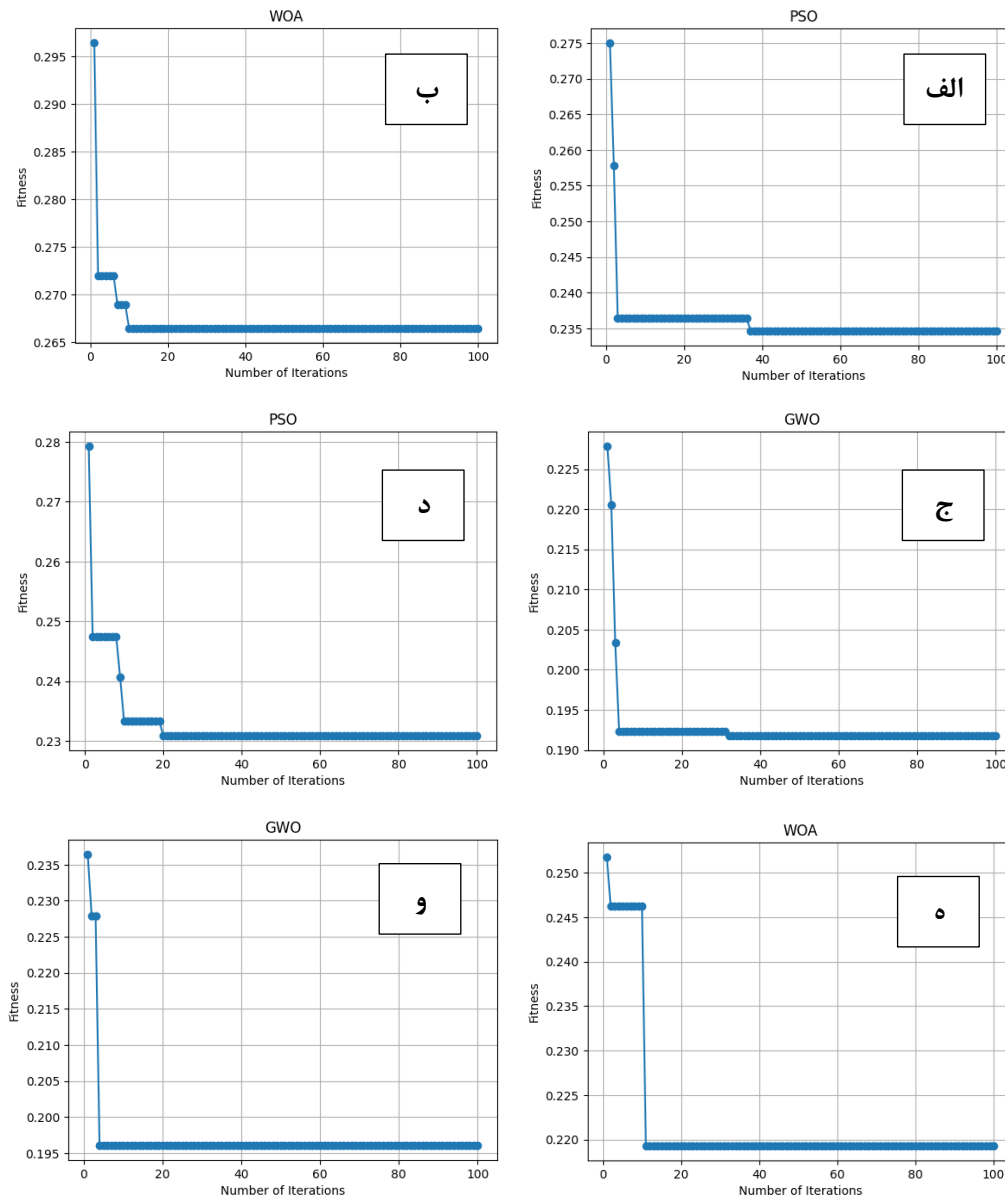 WOA
ب
Fitness
0.295
0.290
0.285
0.280
0.275
0.270
0.265
0 20 40 60 80 100
Number of Iterations
PSO
الف
Fitness
0.275
0.270
0.265
0.260
0.255
0.250
0.245
0.240
0.235
0 20 40 60 80 100
Number of Iterations
PSO
د
Fitness
0.28
0.27
0.26
0.25
0.24
0.23
0 20 40 60 80 100
Number of Iterations
GWO
ج
Fitness
0.225
0.220
0.215
0.210
0.205
0.200
0.195
0.190
0 20 40 60 80 100
Number of Iterations
GWO
و
Fitness
0.235
0.230
0.225
0.220
0.215
0.210
0.205
0.200
0.195
0 20 40 60 80 100
Number of Iterations
WOA
ه
Fitness
0.250
0.245
0.240
0.235
0.230
0.225
0.220
0 20 40 60 80 100
Number of Iterations